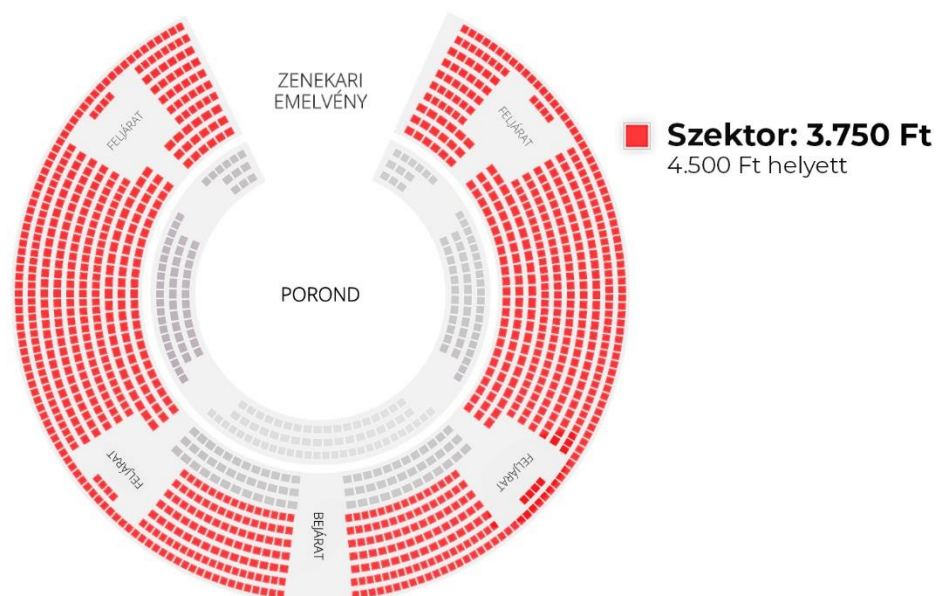 ZENEKARI
EMELVÉNY
FELJÁRAT
FELJÁRAT
Szektor: 3.750 Ft
4.500 Ft helyett
POROND
FELJÁRAT
FELJÁRAT
BEJÁRAT